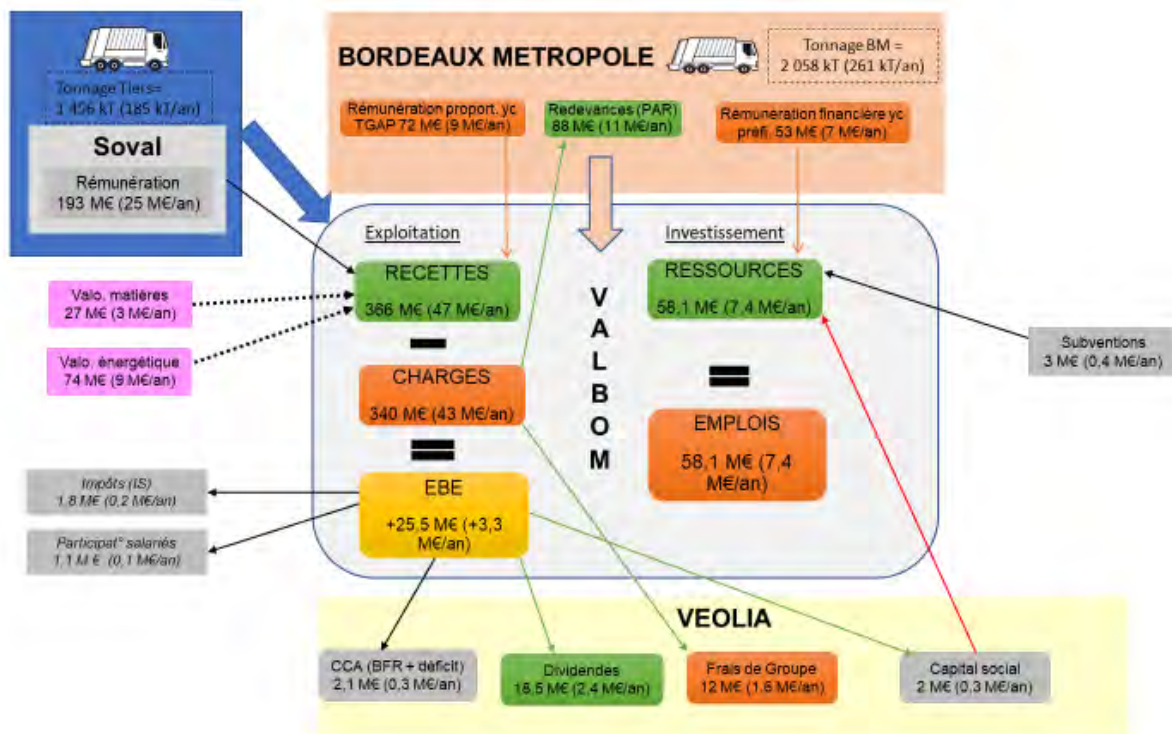 BORDEAUX METROPOLE
Tonnage BM =
2 058 kT (261 kT/an)
Tonnage Tiers=
1 456 kT (185 kT/an)
Soval
Rémunération
193 M€ (25 M€/an)
Rémunération proport. yc
TGAP 72 M€ (9 M€/an)
Redevances (PAR)
88 M€ (11 M€/an)
Rémunération financière yc
préfi. 53 M€ (7 M€/an)
Exploitation
Investissement
RECETTES
366 M€ (47 M€/an)
RESSOURCES
58,1 M€ (7,4 M€/an)
V
A
L
B
O
M
Valo. matières
27 M€ (3 M€/an)
Valo. énergétique
74 M€ (9 M€/an)
Subventions
3 M€ (0,4 M€/an)
CHARGES
340 M€ (43 M€/an)
EMPLOIS
58,1 M€ (7,4
M€/an)
EBE
+25,5 M€ (+3,3
M€/an)
Impôts (IS)
1,8 M€ (0,2 M€/an)
Participat° salariés
1,1 M € (0,1 M€/an)
VEOLIA
CCA (BFR + déficit)
2,1 M€ (0,3 M€/an)
Dividendes
18,5 M€ (2,4 M€/an)
Frais de Groupe
12 M€ (1,6 M€/an)
Capital social
2 M€ (0,3 M€/an)